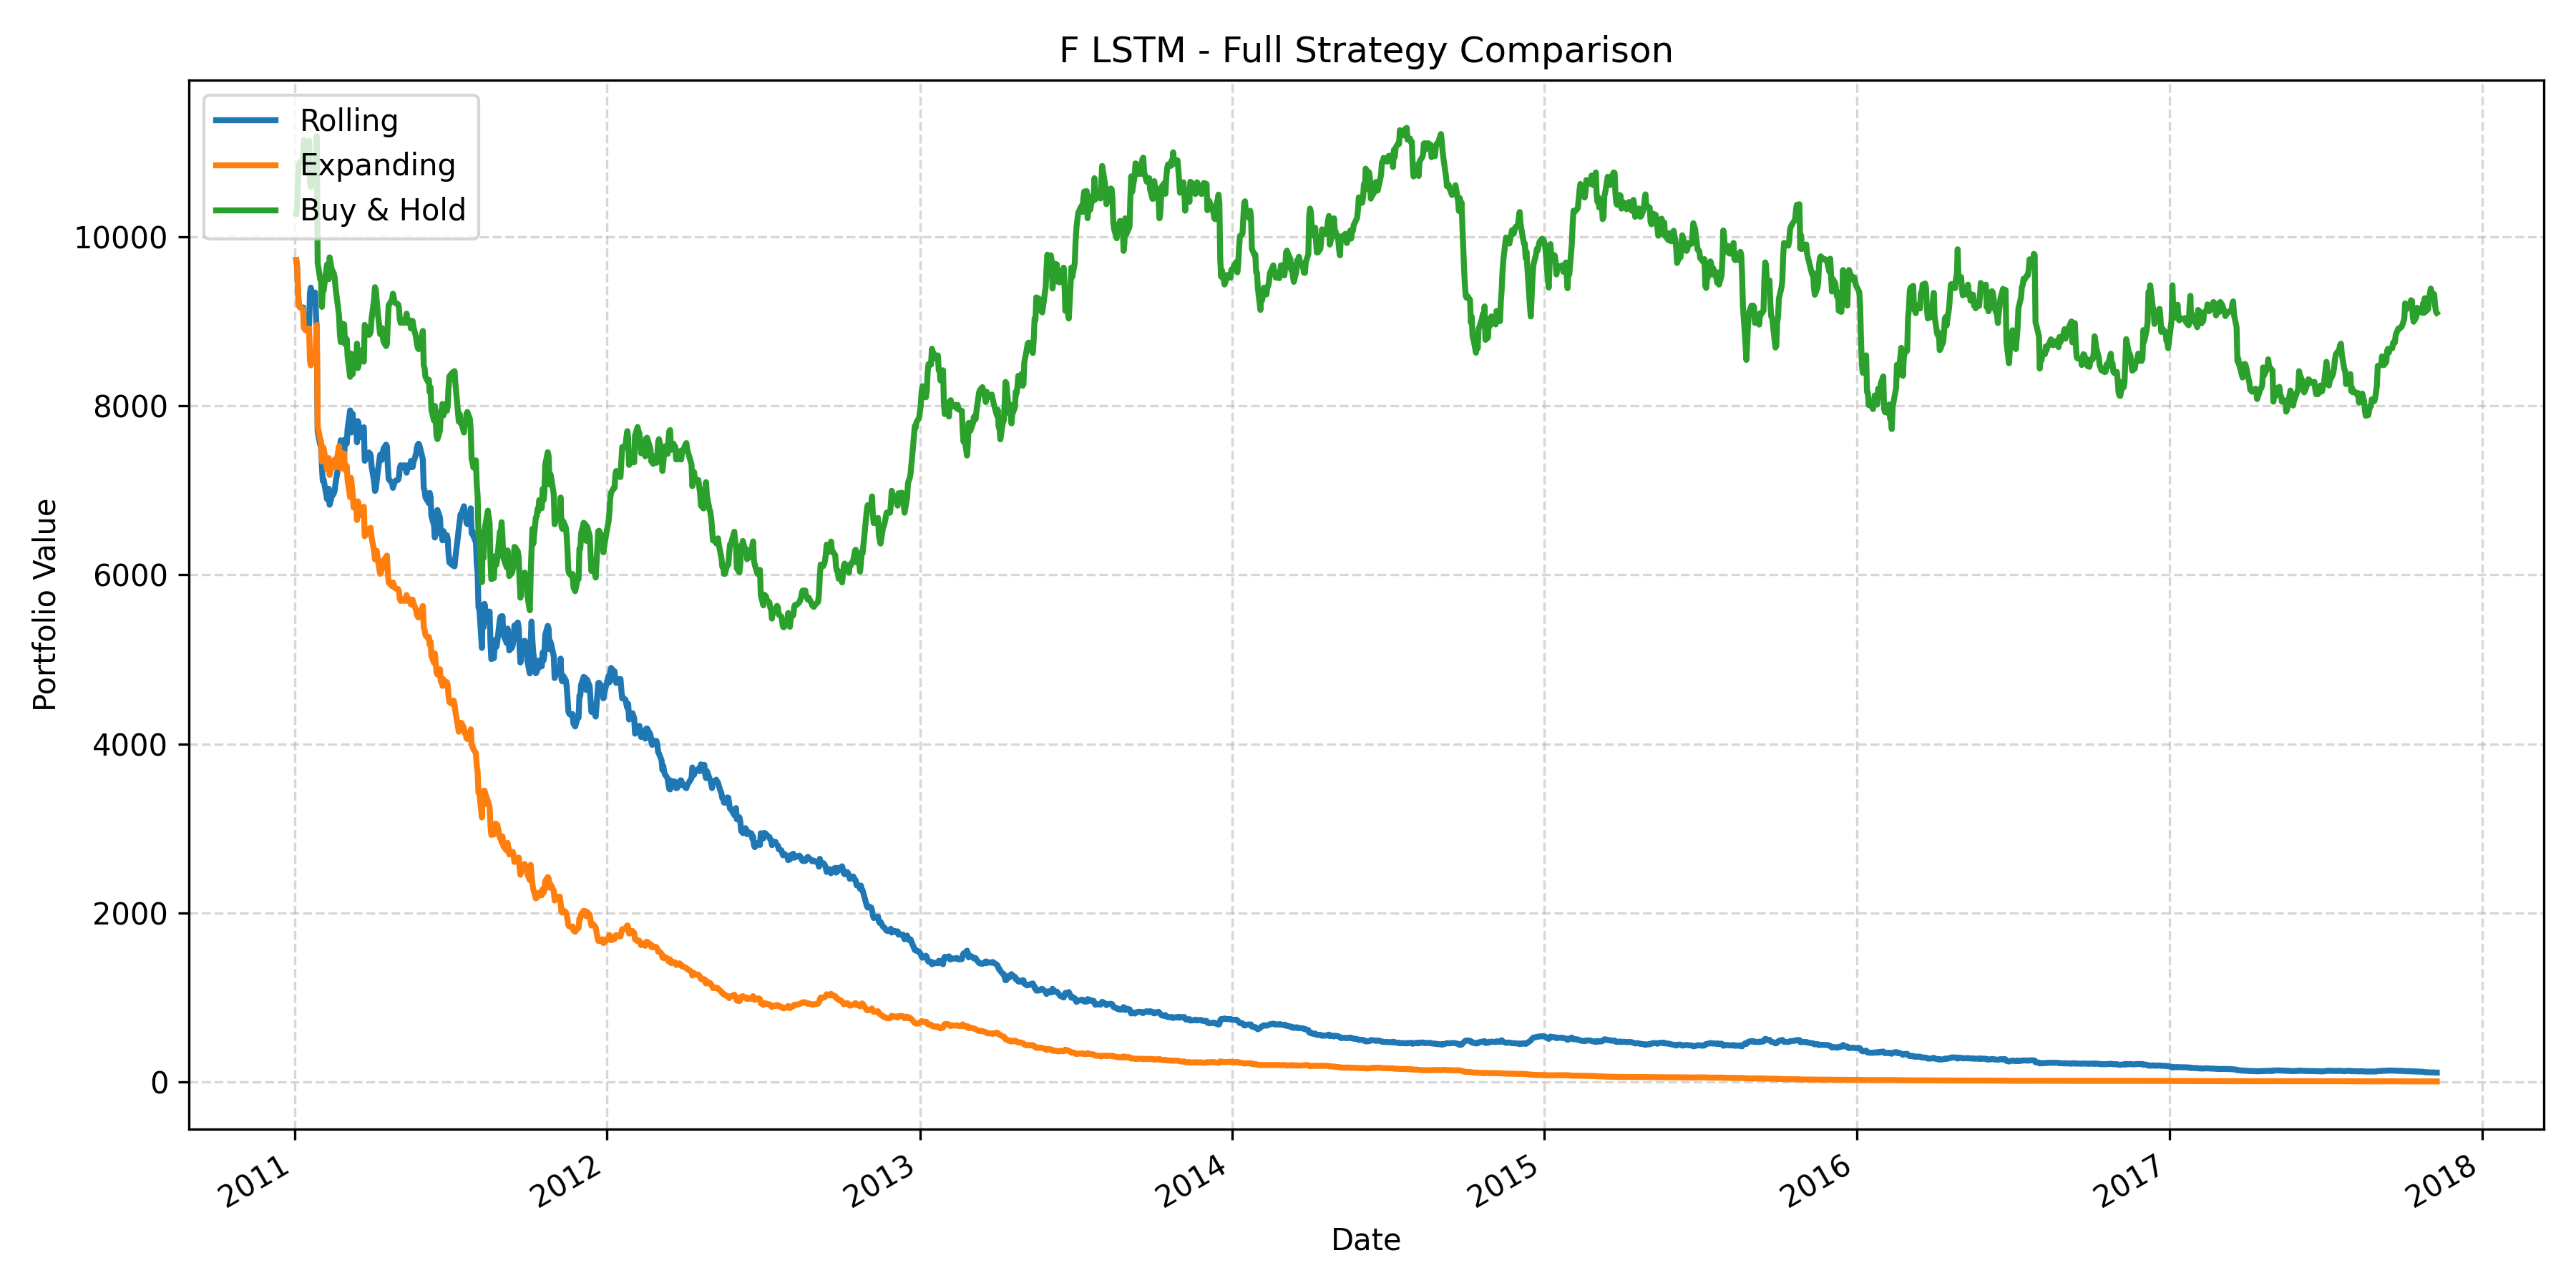 F LSTM - Full Strategy Comparison
Rolling
Expanding
Buy & Hold
Portfolio Value
10000
8000
6000
4000
2000
0
2011
2012
2013
2014
2015
2016
2017
2018
Date